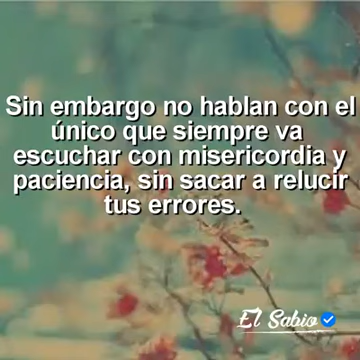 Sin embargo no hablan con el
único que siempre va
escuchar con misericordia y
paciencia, sin sacar a relucir
tus errores.
El Sabio